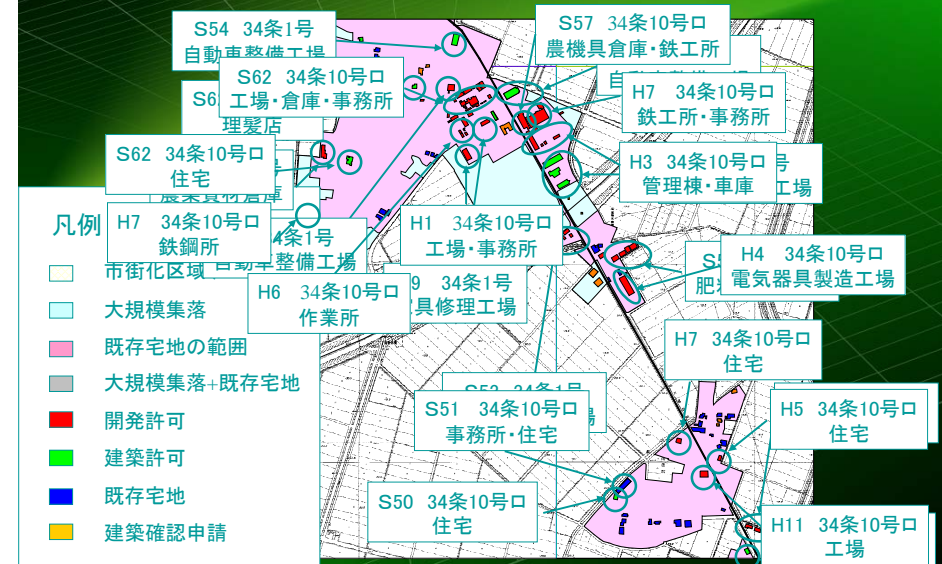 S54 34条1号
自動車整備工場
S57 34条10号ロ
農機具倉庫・鉄工所
S62 34条10号ロ
工場・倉庫・事務所
H7 34条10号ロ
鉄工所・事務所
理髪店
S62 34条10号ロ
住宅
H3 34条10号ロ
管理棟・車庫
工場
H7 34条10号ロ
鉄鋼所
条1号
自動車整備工場
H1 34条10号ロ
工場・事務所
H4 34条10号ロ
電気器具製造工場
H6 34条10号ロ
作業所
9 34条1号
具修理工場
H7 34条10号ロ
住宅
S51 34条10号ロ
事務所・住宅
H5 34条10号ロ
住宅
S50 34条10号ロ
住宅
H11 34条10号ロ
工場
凡例
市街化区域
大規模集落
既存宅地の範囲
大規模集落+既存宅地
開発許可
建築許可
既存宅地
建築確認申請